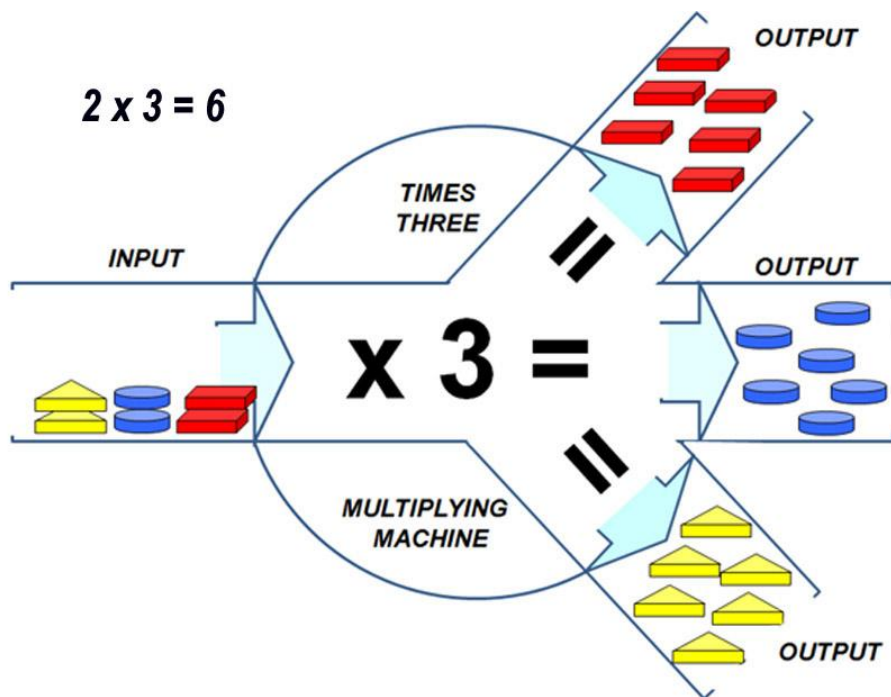 OUTPUT
2 x 3 = 6
TIMES
THREE
=
INPUT
OUTPUT
x 3 =
=
MULTIPLYING
MACHINE
OUTPUT